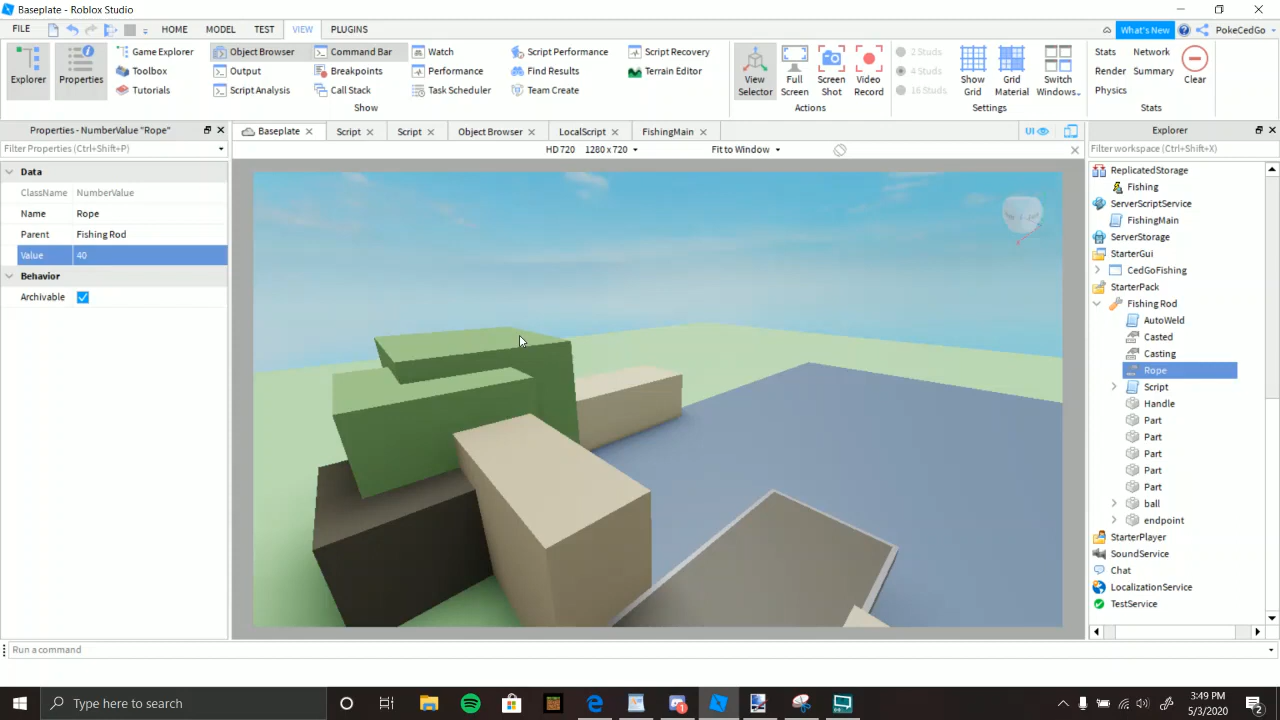 Baseplate - Roblox Studio
FILE HOME MODEL TEST VIEW PLUGINS What's New PokeCedGo
Explorer
Properties
Game Explorer
Toolbox
Tutorials
Object Browser
Output
Script Analysis
Command Bar
Breakpoints
Call Stack
Watch
Performance
Task Scheduler
Script Performance
Find Results
Team Create
Script Recovery
Terrain Editor
Show
View
Selector
Full
Screen
Screen
Shot
Video
Record
Actions
2 Studs
4 Studs
16 Studs
Show
Grid
Grid
Material
Switch
Windows
Settings
Stats Network
Render Summary
Physics
Clear
Stats
Properties - NumberValue "Rope"
Filter Properties (Ctrl+Shift+P)
Data
ClassName NumberValue
Name Rope
Parent Fishing Rod
Value 40
Behavior
Archivable
Baseplate Script Script Object Browser LocalScript FishingMain UI
HD 720 1280 x 720 Fit to Window
Explorer
Filter workspace (Ctrl+Shift+X)
ReplicatedStorage
Fishing
ServerScriptService
FishingMain
ServerStorage
StarterGui
CedGoFishing
StarterPack
Fishing Rod
AutoWeld
Casted
Casting
Rope
Script
Handle
Part
Part
Part
Part
Part
ball
endpoint
StarterPlayer
SoundService
Chat
LocalizationService
TestService
Run a command
Type here to search
3:49 PM
5/3/2020
2